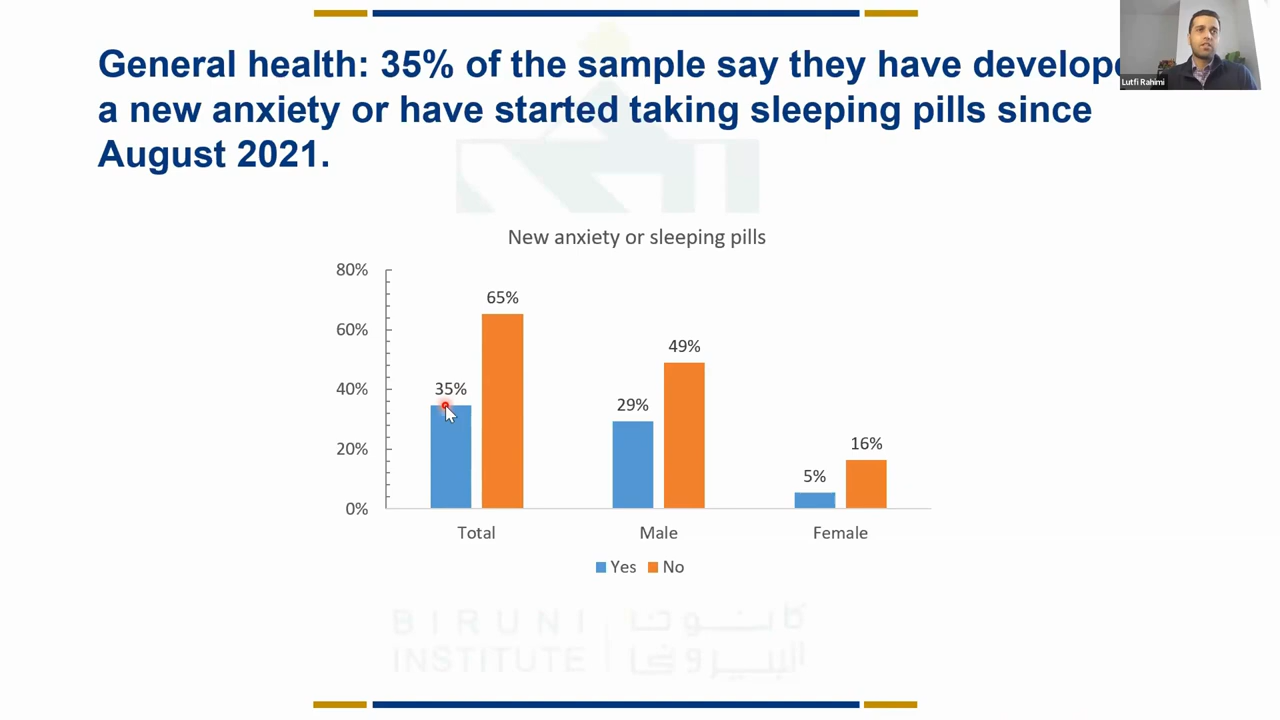 General health: 35% of the sample say they have develope
a new anxiety or have started taking sleeping pills since
August 2021.
Lutfi Rahimi
New anxiety or sleeping pills
80%
60%
40%
20%
0%
35%
65%
29%
49%
5%
16%
Total
Male
Female
Yes
No
BIRUNI
INSTITUTE